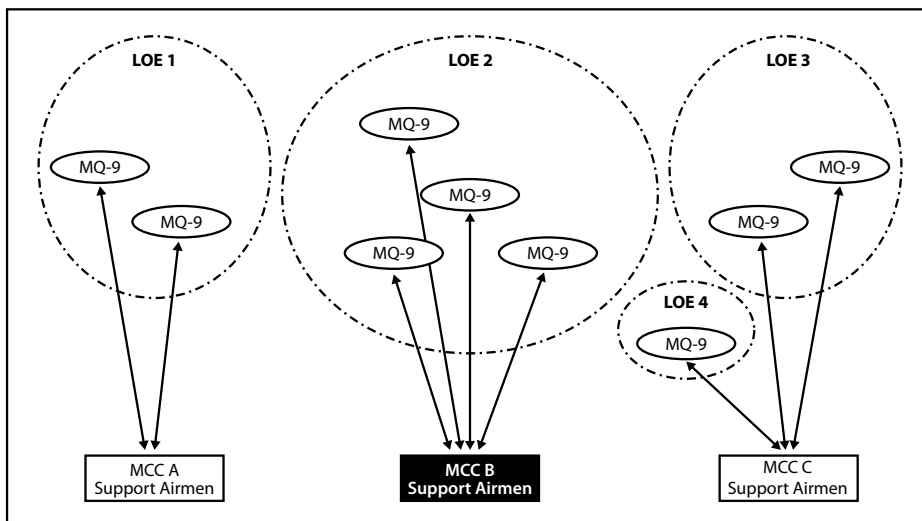 LOE 1
LOE 2
LOE 3
MQ-9
MQ-9
MQ-9
MQ-9
MQ-9
MQ-9
MQ-9
MQ-9
LOE 4
MQ-9
MCC A
Support Airmen
MCC B
Support Airmen
MCC C
Support Airmen